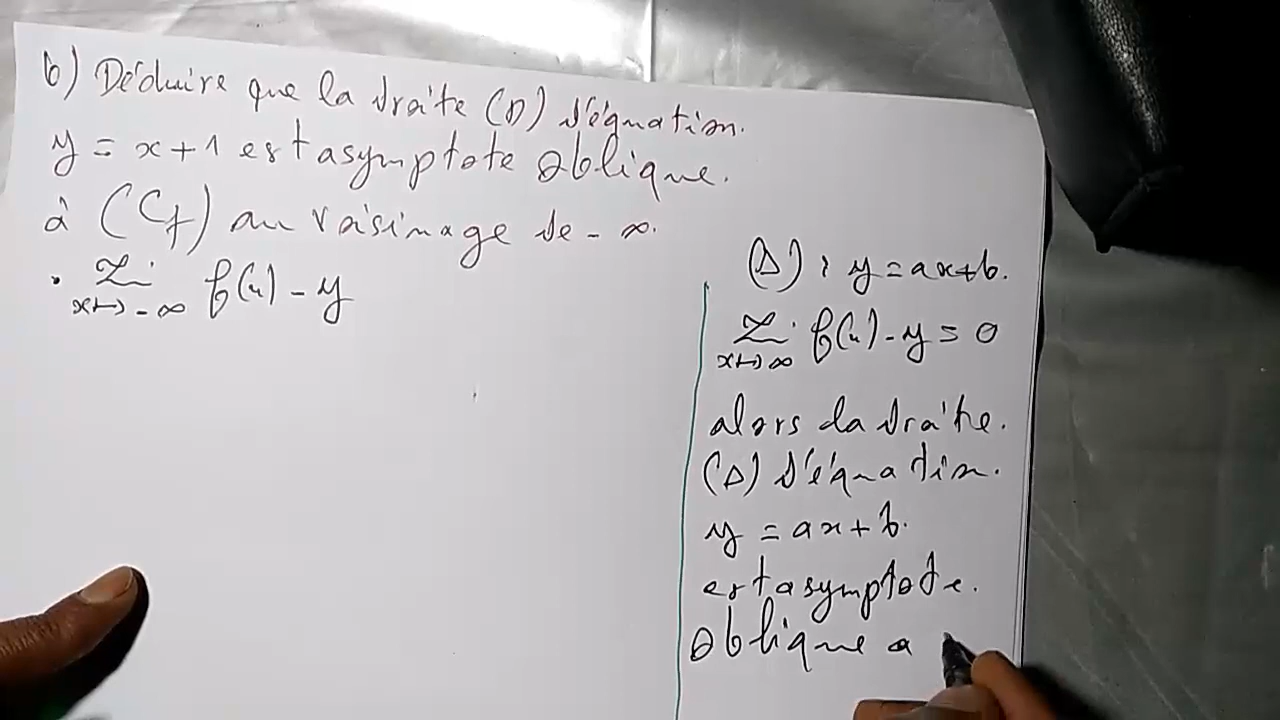 b) Déduire que la droite (D) d'équation.
y = x+1 est asymptote oblique.
à (Cf) au voisinage de -∞.
• lim f(x) - y
x↦-∞
(Δ) : y = ax+b.
lim f(x) - y = 0
x↦∞
alors la droite.
(Δ) d'équation.
y = ax + b.
est asymptote.
oblique a